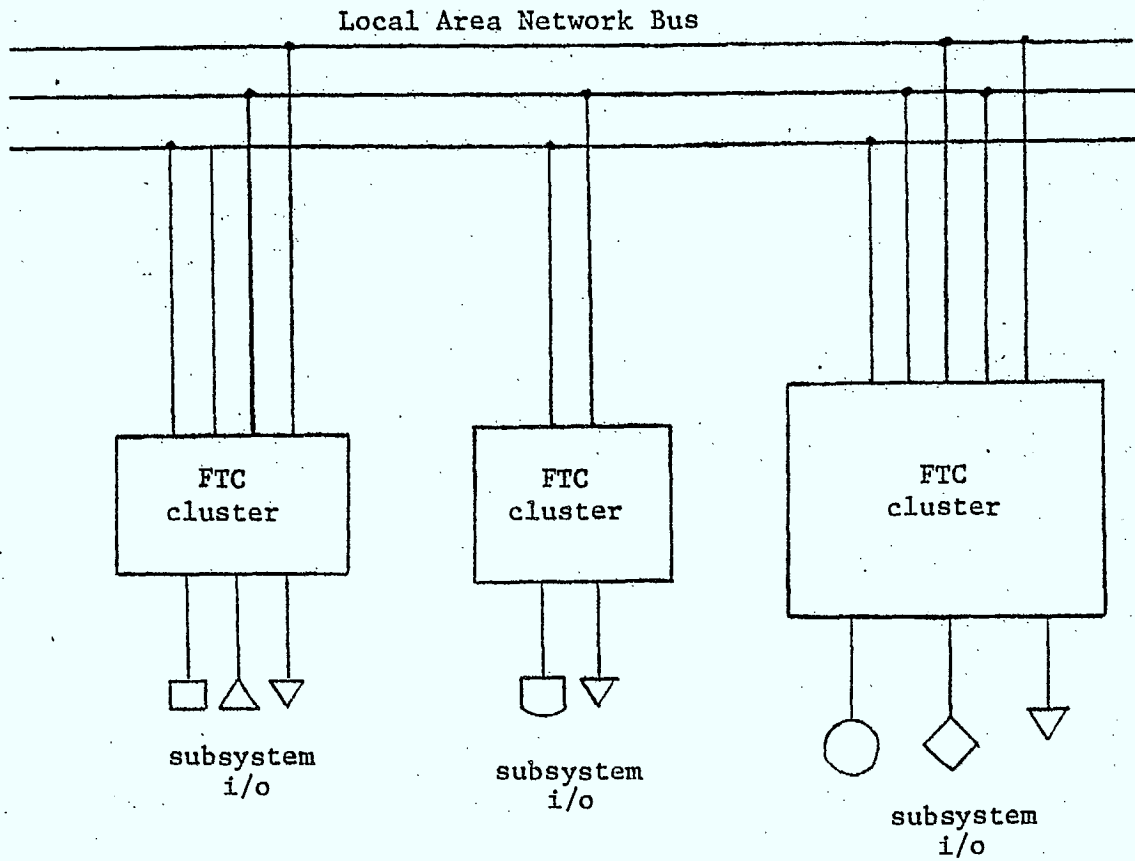 Local Area Network Bus
FTC
cluster
FTC
cluster
FTC
cluster
subsystem
i/o
subsystem
i/o
subsystem
i/o